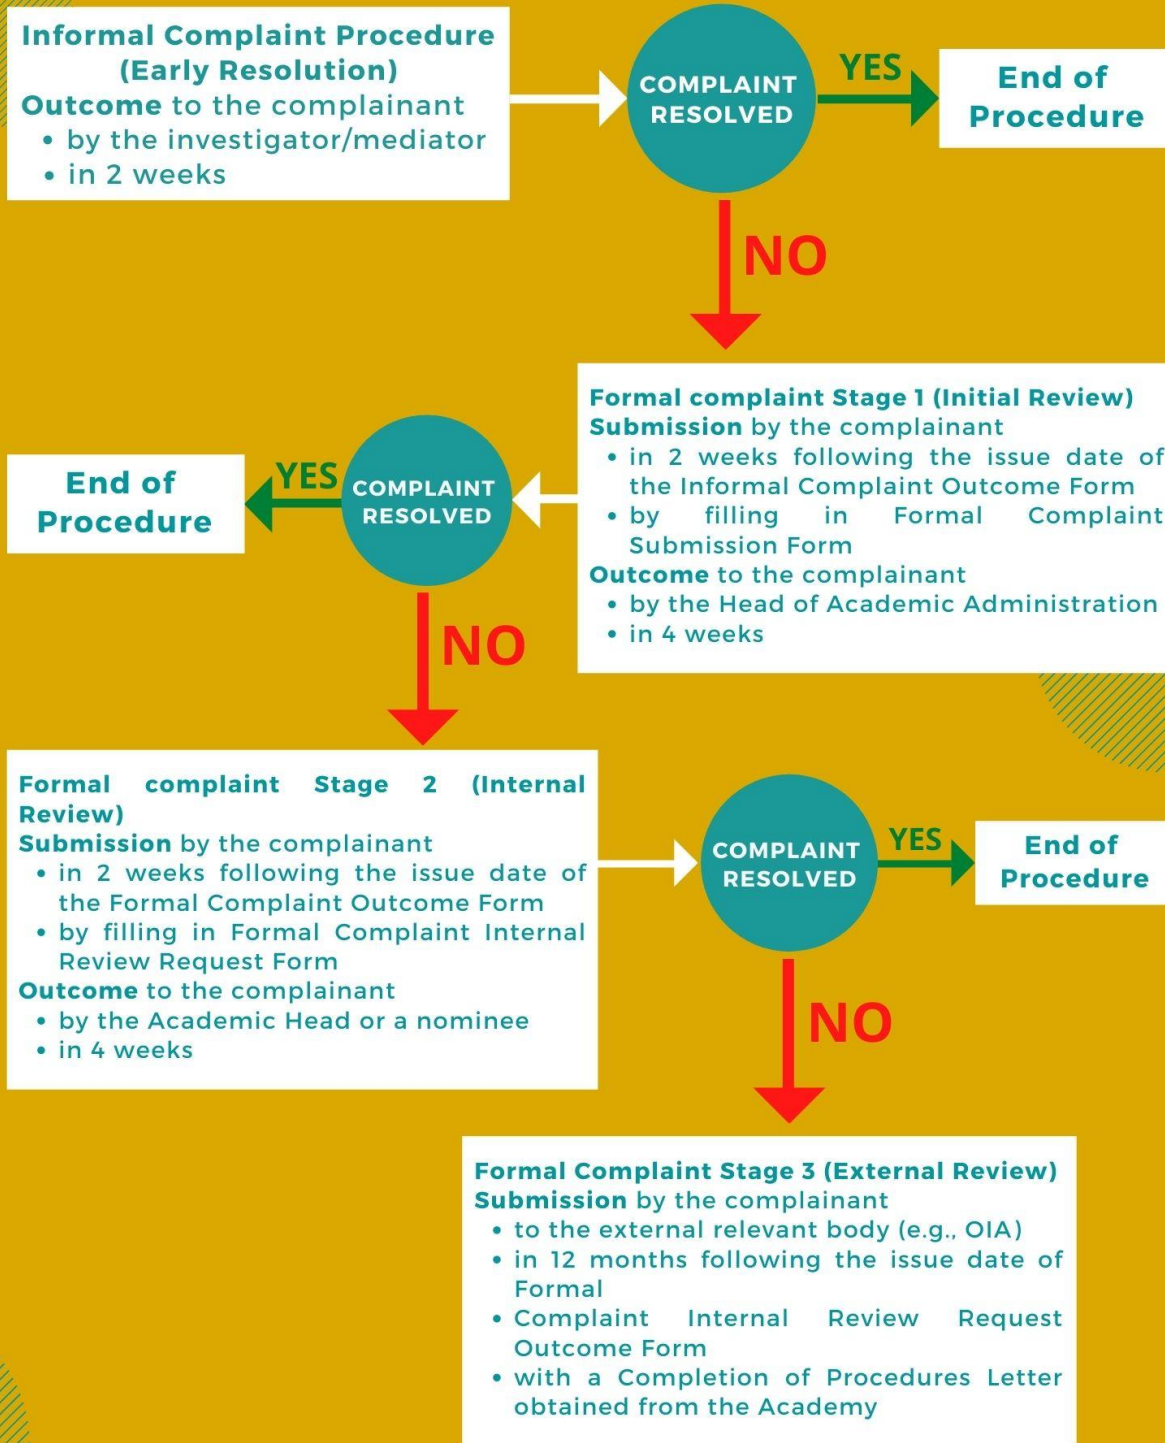 Informal Complaint Procedure
(Early Resolution)
Outcome to the complainant
• by the investigator/mediator
• in 2 weeks
COMPLAINT
RESOLVED
YES
End of
Procedure
NO
Formal complaint Stage 1 (Initial Review)
Submission by the complainant
• in 2 weeks following the issue date of
the Informal Complaint Outcome Form
• by filling in Formal Complaint
Submission Form
Outcome to the complainant
• by the Head of Academic Administration
• in 4 weeks
COMPLAINT
RESOLVED
YES
End of
Procedure
NO
Formal complaint Stage 2 (Internal
Review)
Submission by the complainant
• in 2 weeks following the issue date of
the Formal Complaint Outcome Form
• by filling in Formal Complaint Internal
Review Request Form
Outcome to the complainant
• by the Academic Head or a nominee
• in 4 weeks
COMPLAINT
RESOLVED
YES
End of
Procedure
NO
Formal Complaint Stage 3 (External Review)
Submission by the complainant
• to the external relevant body (e.g., OIA)
• in 12 months following the issue date of
Formal
• Complaint Internal Review Request
Outcome Form
• with a Completion of Procedures Letter
obtained from the Academy